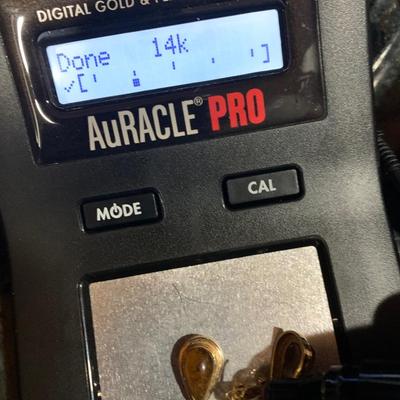 DIGITAL GOLD &
Done 14k
✓[ ]
AuRACLE® PRO
MODE
CAL